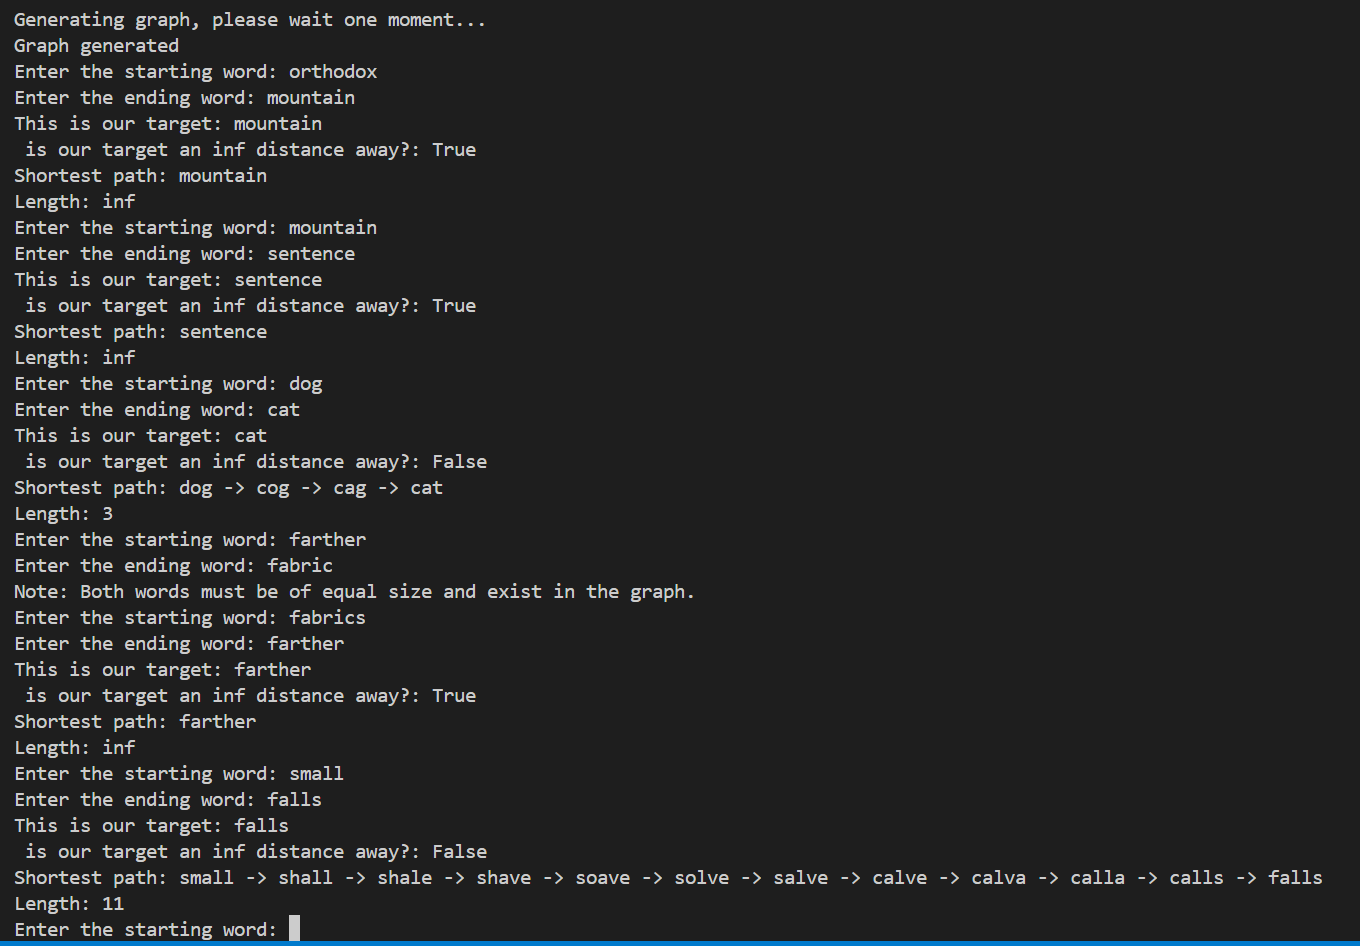 Generating graph, please wait one moment...
Graph generated
Enter the starting word: orthodox
Enter the ending word: mountain
This is our target: mountain
 is our target an inf distance away?: True
Shortest path: mountain
Length: inf
Enter the starting word: mountain
Enter the ending word: sentence
This is our target: sentence
 is our target an inf distance away?: True
Shortest path: sentence
Length: inf
Enter the starting word: dog
Enter the ending word: cat
This is our target: cat
 is our target an inf distance away?: False
Shortest path: dog -> cog -> cag -> cat
Length: 3
Enter the starting word: farther
Enter the ending word: fabric
Note: Both words must be of equal size and exist in the graph.
Enter the starting word: fabrics
Enter the ending word: farther
This is our target: farther
 is our target an inf distance away?: True
Shortest path: farther
Length: inf
Enter the starting word: small
Enter the ending word: falls
This is our target: falls
 is our target an inf distance away?: False
Shortest path: small -> shall -> shale -> shave -> soave -> solve -> salve -> calve -> calva -> calla -> calls -> falls
Length: 11
Enter the starting word: